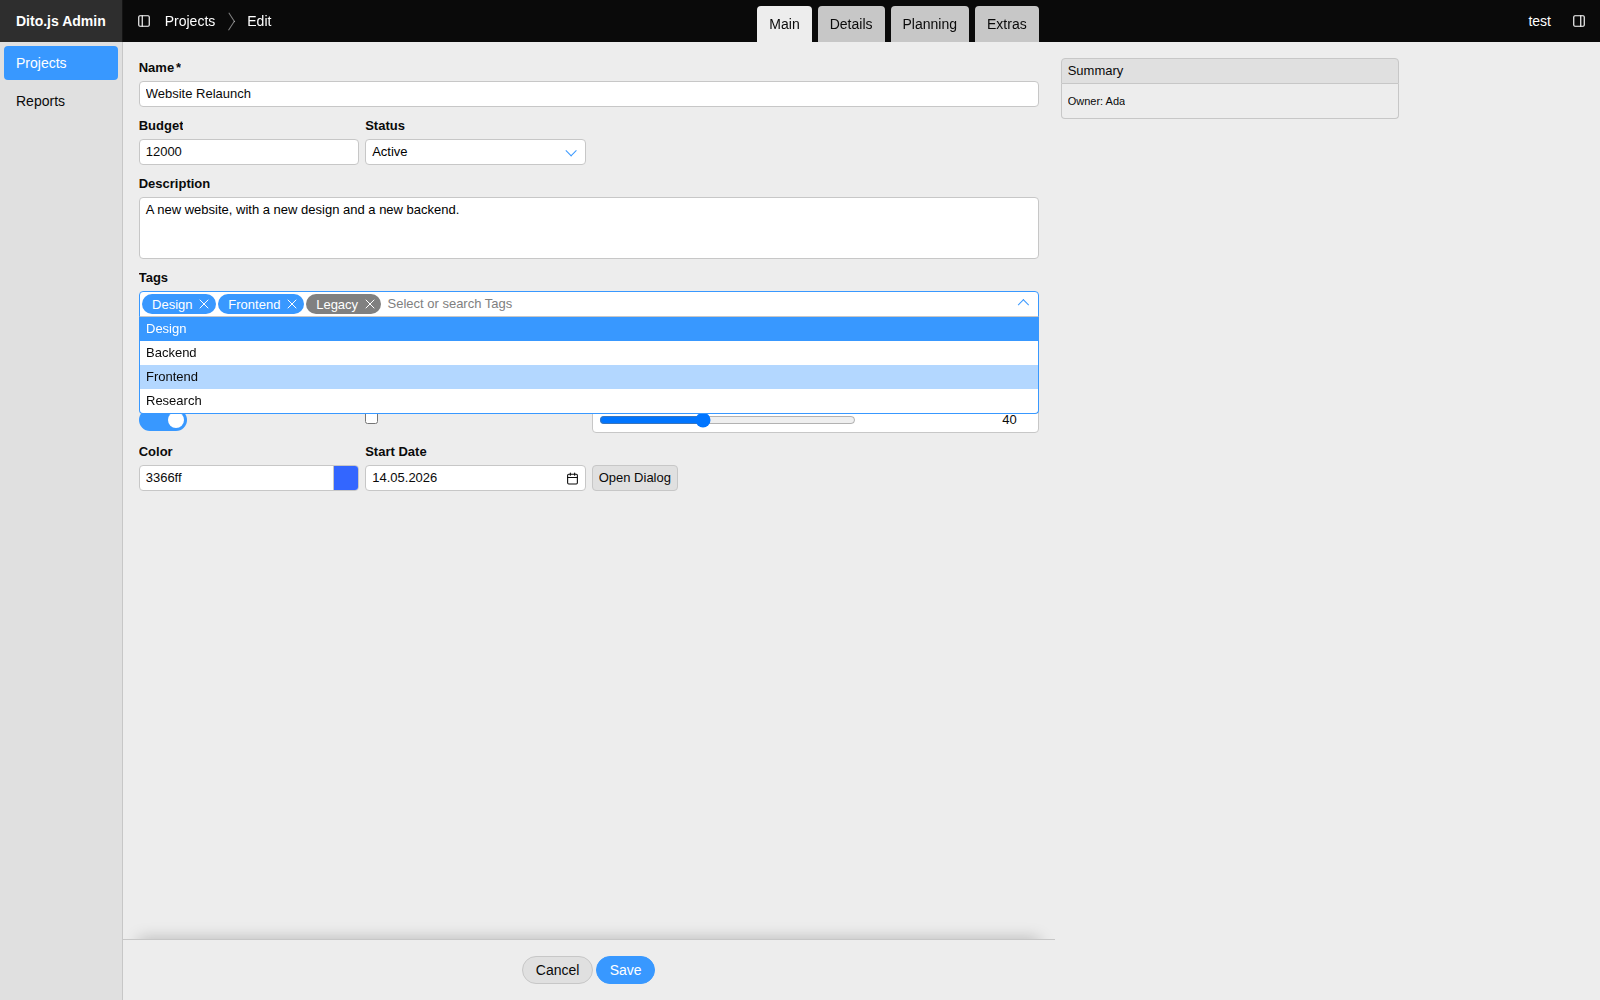 Dito.js Admin
Projects
Edit
Main
Details
Planning
Extras
test
Projects
Reports
Name*
Website Relaunch
Budget
Status
12000
Active
Description
A new website, with a new design and a new backend.
Tags
Design
Frontend
Legacy
Select or search Tags
Design
Backend
Frontend
Research
40
Color
Start Date
3366ff
14.05.2026
Open Dialog
Summary
Owner: Ada
Cancel
Save